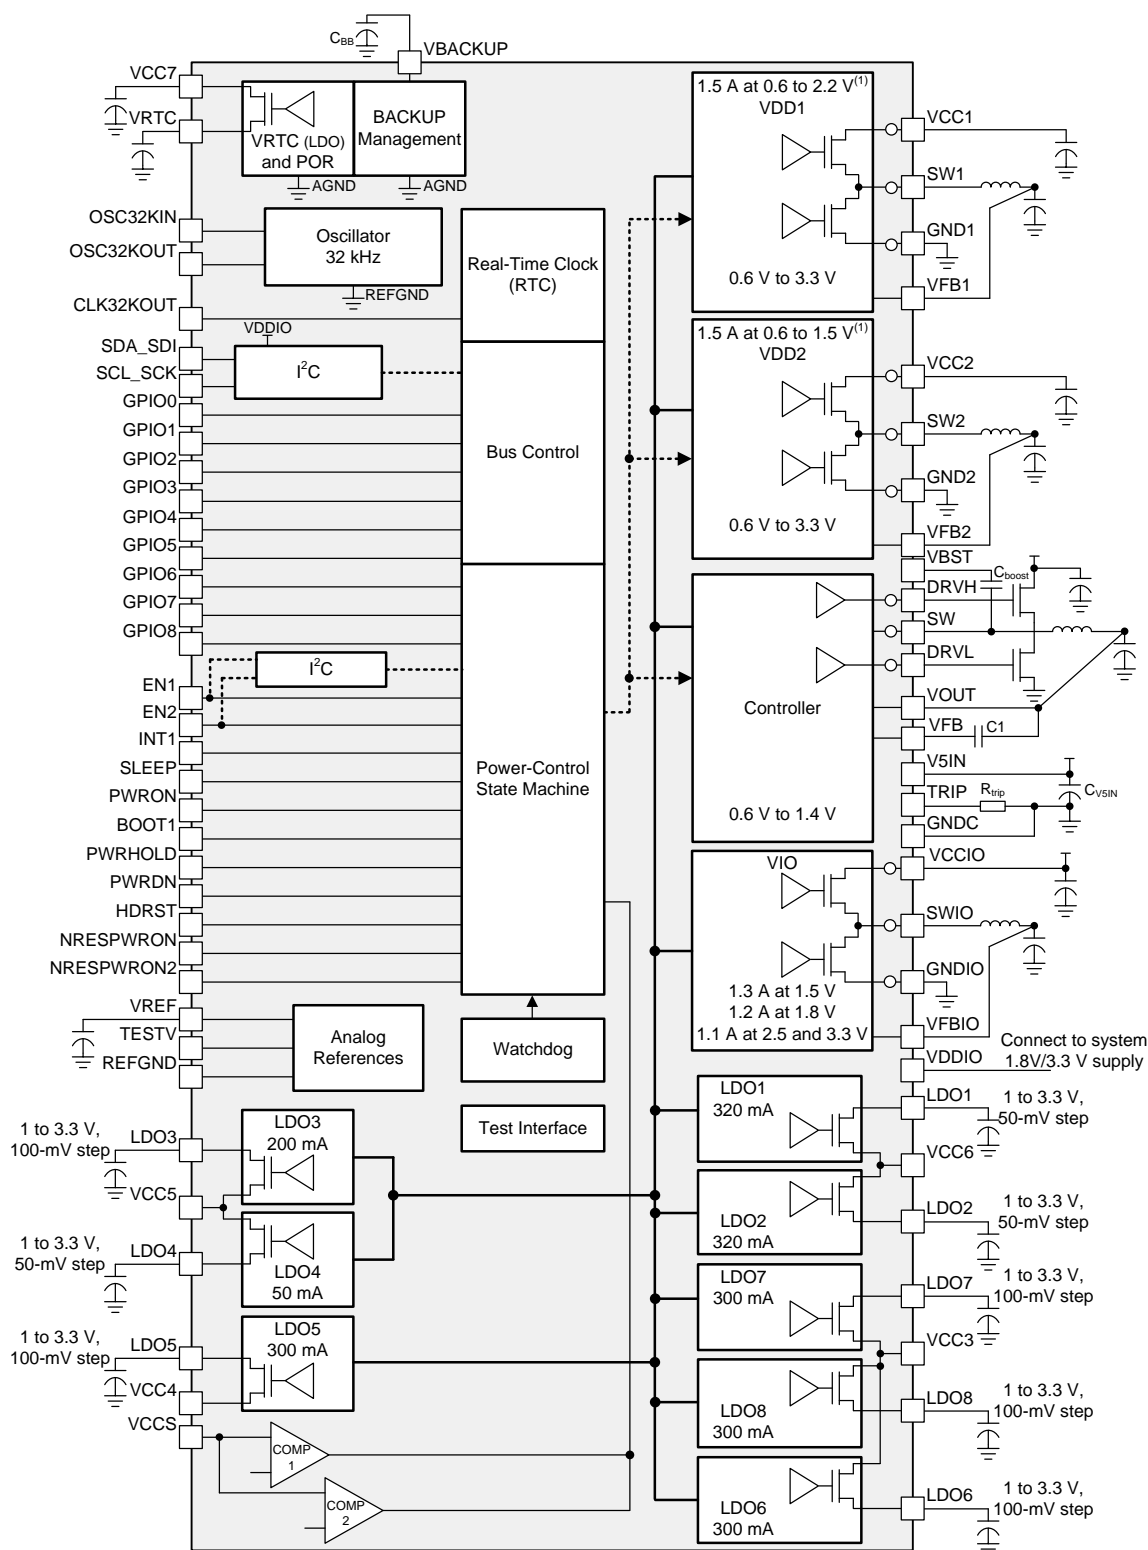 C_BB
VBACKUP
VCC7
VRTC
VRTC (LDO)
and POR
BACKUP
Management
AGND
AGND
OSC32KIN
OSC32KOUT
Oscillator
32 kHz
REFGND
CLK32KOUT
VDDIO
SDA_SDI
SCL_SCK
I²C
GPIO0
GPIO1
GPIO2
GPIO3
GPIO4
GPIO5
GPIO6
GPIO7
GPIO8
I²C
EN1
EN2
INT1
SLEEP
PWRON
BOOT1
PWRHOLD
PWRDN
HDRST
NRESPWRON
NRESPWRON2
VREF
TESTV
REFGND
Analog
References
Real-Time Clock
(RTC)
Bus Control
Power-Control
State Machine
Watchdog
Test Interface
1 to 3.3 V,
100-mV step
LDO3
LDO3
200 mA
VCC5
1 to 3.3 V,
50-mV step
LDO4
LDO4
50 mA
1 to 3.3 V,
100-mV step
LDO5
LDO5
300 mA
VCC4
VCCS
COMP
1
COMP
2
1.5 A at 0.6 to 2.2 V(1)
VDD1
0.6 V to 3.3 V
VCC1
SW1
GND1
VFB1
1.5 A at 0.6 to 1.5 V(1)
VDD2
0.6 V to 3.3 V
VCC2
SW2
GND2
VFB2
VBST
C_boost
DRVH
SW
DRVL
Controller
VOUT
VFB
C1
V5IN
TRIP
R_trip
C_V5IN
0.6 V to 1.4 V
GNDC
VIO
VCCIO
SWIO
GNDIO
1.3 A at 1.5 V
1.2 A at 1.8 V
1.1 A at 2.5 and 3.3 V
VFBIO
VDDIO
Connect to system
1.8V/3.3 V supply
LDO1
320 mA
LDO1
1 to 3.3 V,
50-mV step
VCC6
LDO2
320 mA
LDO2
1 to 3.3 V,
50-mV step
LDO7
300 mA
LDO7
1 to 3.3 V,
100-mV step
VCC3
LDO8
300 mA
LDO8
1 to 3.3 V,
100-mV step
LDO6
300 mA
LDO6
1 to 3.3 V,
100-mV step